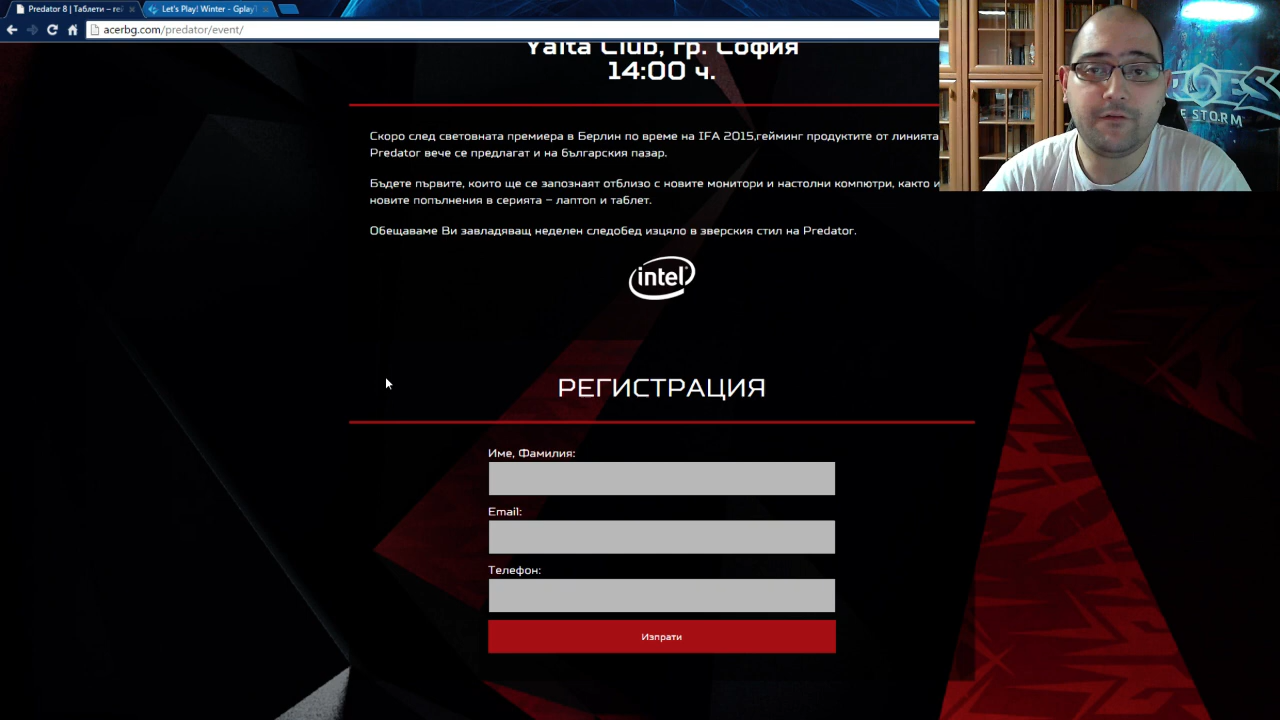 Predator 8 | Таблети – геї
Let's Play! Winter - GplayT
acerbg.com/predator/event/
Yalta Club, гр. София
14:00 ч.
Скоро след световната премиера в Берлин по време на IFA 2015,гейминг продуктите от линията
Predator вече се предлагат и на българския пазар.
Бъдете първите, които ще се запознаят отблизо с новите монитори и настолни компютри, както и
новите попълнения в серията – лаптоп и таблет.
Обещаваме Ви завладяващ неделен следобед изцяло в зверския стил на Predator.
intel
РЕГИСТРАЦИЯ
Име, Фамилия:
Email:
Телефон:
Изпрати
E STORM